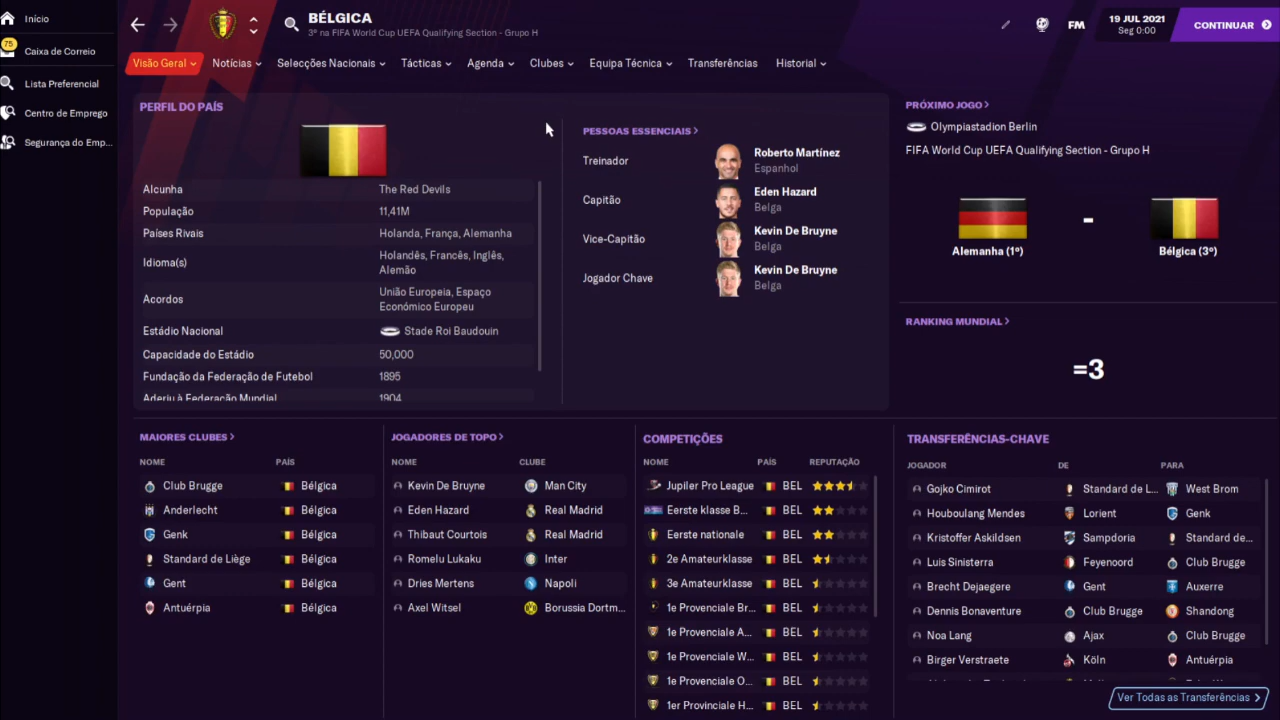 Início
75
Caixa de Correio
Lista Preferencial
Centro de Emprego
Segurança do Emp...
BÉLGICA
3º na FIFA World Cup UEFA Qualifying Section - Grupo H
FM
19 JUL 2021
Seg 0:00
CONTINUAR
Visão Geral
Notícias
Selecções Nacionais
Tácticas
Agenda
Clubes
Equipa Técnica
Transferências
Historial
PERFIL DO PAÍS
Alcunha The Red Devils
População 11,41M
Países Rivais Holanda, França, Alemanha
Idioma(s) Holandês, Francês, Inglês,
Alemão
Acordos União Europeia, Espaço
Económico Europeu
Estádio Nacional Stade Roi Baudouin
Capacidade do Estádio 50,000
Fundação da Federação de Futebol 1895
Aderiu à Federação Mundial 1904
PESSOAS ESSENCIAIS
Treinador Roberto Martínez
Espanhol
Capitão Eden Hazard
Belga
Vice-Capitão Kevin De Bruyne
Belga
Jogador Chave Kevin De Bruyne
Belga
PRÓXIMO JOGO
Olympiastadion Berlin
FIFA World Cup UEFA Qualifying Section - Grupo H
-
Alemanha (1º) Bélgica (3º)
RANKING MUNDIAL
=3
MAIORES CLUBES
NOME PAÍS
Club Brugge Bélgica
Anderlecht Bélgica
Genk Bélgica
Standard de Liège Bélgica
Gent Bélgica
Antuérpia Bélgica
JOGADORES DE TOPO
NOME CLUBE
Kevin De Bruyne Man City
Eden Hazard Real Madrid
Thibaut Courtois Real Madrid
Romelu Lukaku Inter
Dries Mertens Napoli
Axel Witsel Borussia Dortm...
COMPETIÇÕES
NOME PAÍS REPUTAÇÃO
Jupiler Pro League BEL
Eerste klasse B... BEL
Eerste nationale BEL
2e Amateurklasse BEL
3e Amateurklasse BEL
1e Provinciale Br... BEL
1e Provinciale A... BEL
1e Provinciale W... BEL
1e Provinciale O... BEL
1er Provinciale H... BEL
TRANSFERÊNCIAS-CHAVE
JOGADOR DE PARA
Gojko Cimirot Standard de L... West Brom
Houboulang Mendes Lorient Genk
Kristoffer Askildsen Sampdoria Standard de...
Luis Sinisterra Feyenoord Club Brugge
Brecht Dejaegere Gent Auxerre
Dennis Bonaventure Club Brugge Shandong
Noa Lang Ajax Club Brugge
Birger Verstraete Köln Antuérpia
Ver Todas as Transferências